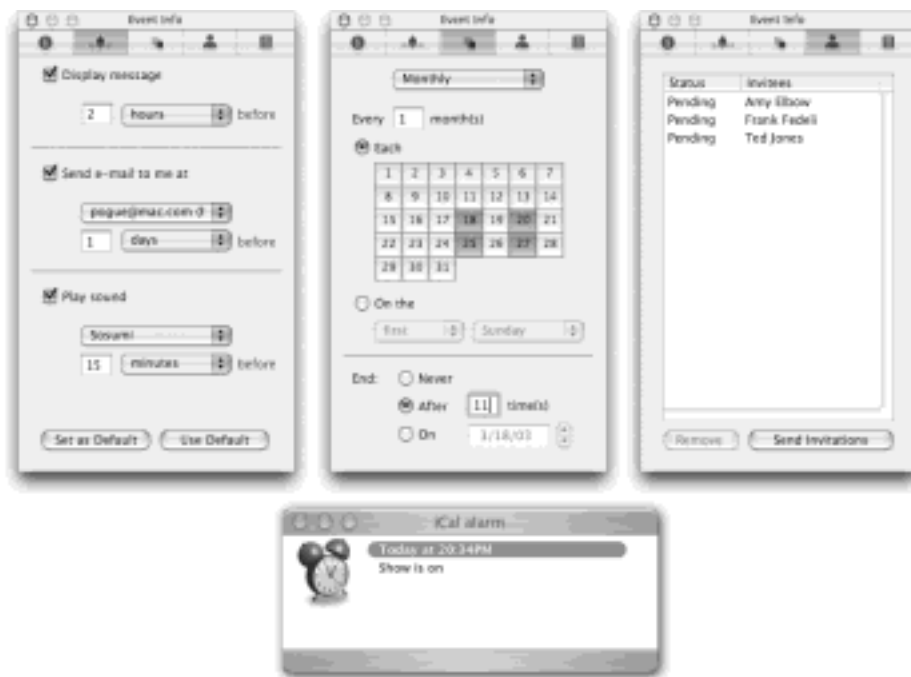 Event Info
Display message
2 hours before
Send e-mail to me at
pogue@mac.com
1 days before
Play sound
Sosumi
15 minutes before
Set as Default Use Default
Event Info
Monthly
Every 1 month(s)
Each
1 2 3 4 5 6 7
8 9 10 11 12 13 14
15 16 17 18 19 20 21
22 23 24 25 26 27 28
29 30 31
On the
first Sunday
End: Never
After 11 time(s)
On 3/18/03
Event Info
Status Invitees
Pending Amy Elbow
Pending Frank Fedeli
Pending Ted Jones
Remove Send Invitations
iCal alarm
Today at 20:34PM
Show is on